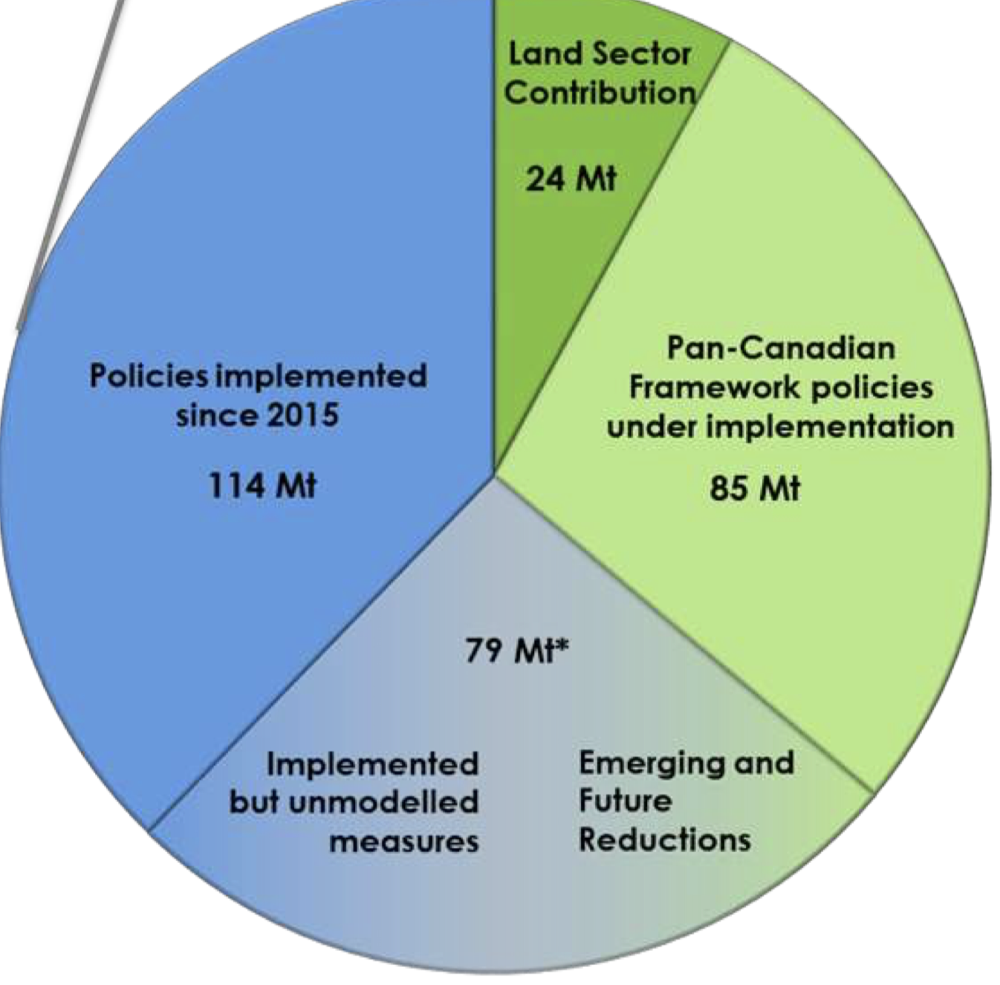 Land Sector
Contribution
24 Mt
Pan-Canadian
Framework policies
under implementation
85 Mt
Policies implemented
since 2015
114 Mt
79 Mt*
Implemented
but unmodelled
measures
Emerging and
Future
Reductions